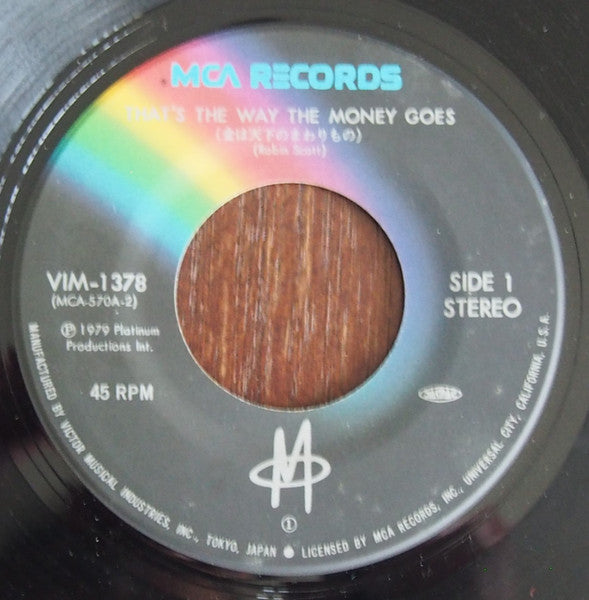 MCA RECORDS
THAT'S THE WAY THE MONEY GOES
(金は天下のまわりもの)
(Robin Scott)
VIM-1378
(MCA-570A-2)
SIDE 1
STEREO
Ⓟ 1979 Platinum
Productions Int.
45 RPM
M
①
MANUFACTURED BY VICTOR MUSICAL INDUSTRIES, INC., TOKYO, JAPAN ● LICENSED BY MCA RECORDS, INC., UNIVERSAL CITY, CALIFORNIA, U.S.A.